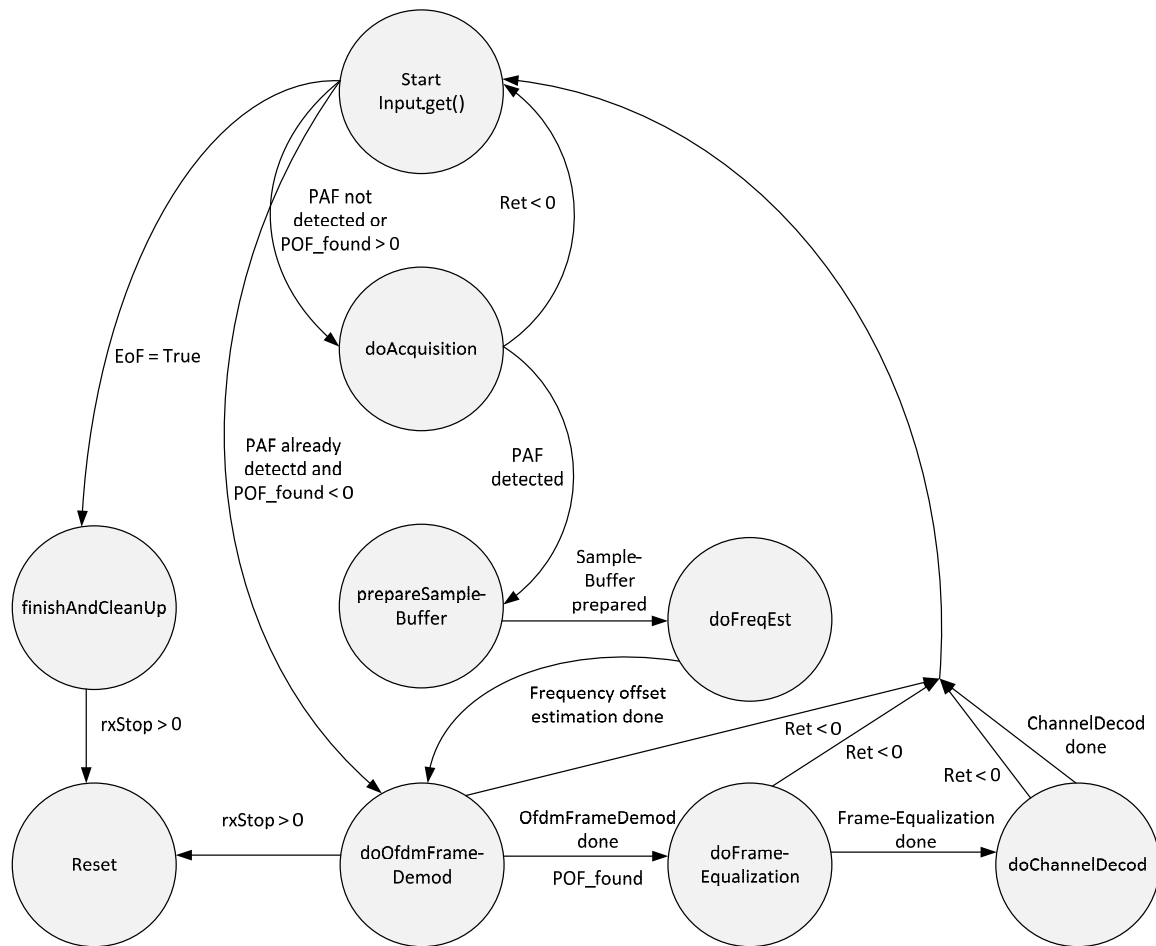 Start
Input.get()
PAF not
detected or
POF_found > 0
Ret < 0
doAcquisition
EoF = True
PAF already
detectd and
POF_found < 0
PAF
detected
finishAndCleanUp
prepareSample-
Buffer
Sample-
Buffer
prepared
doFreqEst
Frequency offset
estimation done
rxStop > 0
Ret < 0
Ret < 0
Ret < 0
ChannelDecod
done
Reset
rxStop > 0
doOfdmFrame-
Demod
OfdmFrameDemod
done
POF_found
doFrame-
Equalization
Frame-Equalization
done
doChannelDecod